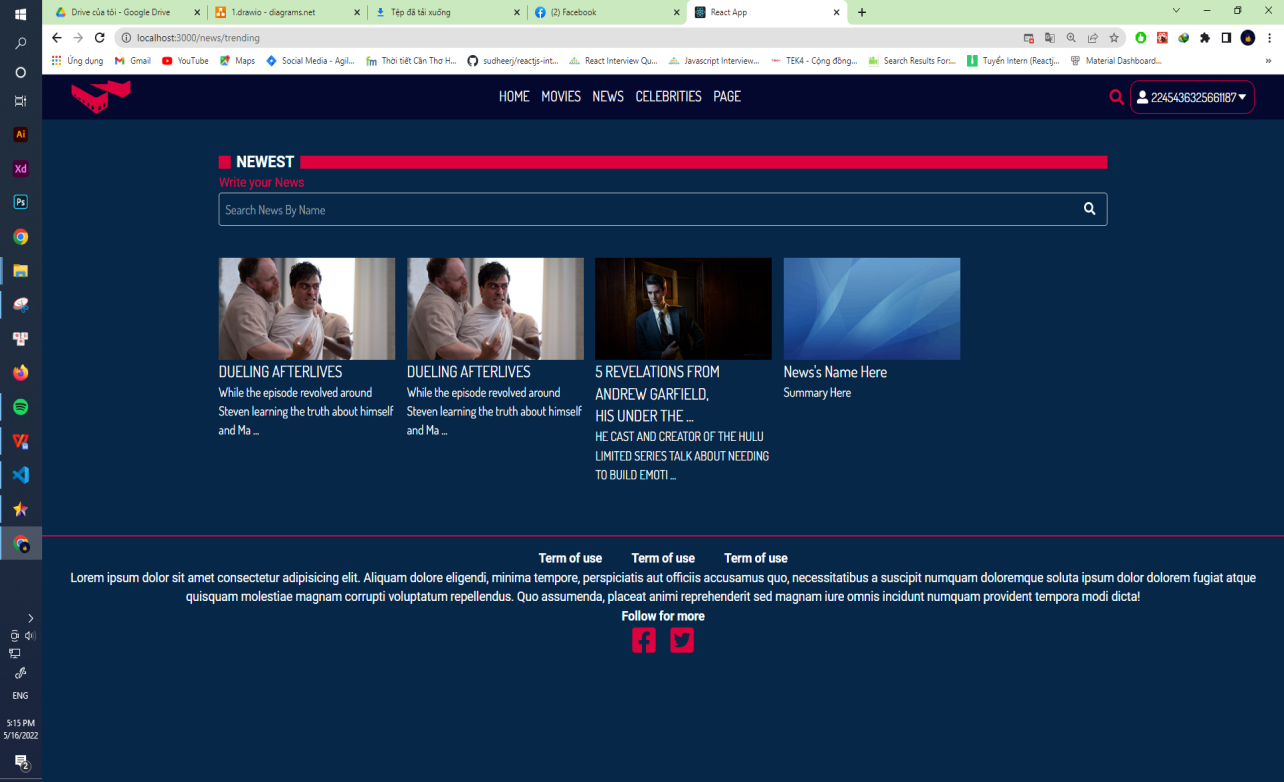 Drive của tôi - Google Drive
1.drawio - diagrams.net
Tệp đã tải xuống
(2) Facebook
React App
localhost:3000/news/trending
Ứng dụng
Gmail
YouTube
Maps
Social Media - Agil...
Thời tiết Cần Thơ H...
sudheerj/reactjs-int...
React Interview Qu...
Javascript Interview...
TEK4 - Cộng đồng...
Search Results For:...
Tuyển Intern (Reactj...
Material Dashboard...
HOME
MOVIES
NEWS
CELEBRITIES
PAGE
2245436325661187
NEWEST
Write your News
Search News By Name
DUELING AFTERLIVES
While the episode revolved around
Steven learning the truth about himself
and Ma ...
DUELING AFTERLIVES
While the episode revolved around
Steven learning the truth about himself
and Ma ...
5 REVELATIONS FROM
ANDREW GARFIELD,
HIS UNDER THE ...
HE CAST AND CREATOR OF THE HULU
LIMITED SERIES TALK ABOUT NEEDING
TO BUILD EMOTI ...
News's Name Here
Summary Here
Term of use
Term of use
Term of use
Lorem ipsum dolor sit amet consectetur adipisicing elit. Aliquam dolore eligendi, minima tempore, perspiciatis aut officiis accusamus quo, necessitatibus a suscipit numquam doloremque soluta ipsum dolor dolorem fugiat atque
quisquam molestiae magnam corrupti voluptatum repellendus. Quo assumenda, placeat animi reprehenderit sed magnam iure omnis incidunt numquam provident tempora modi dicta!
Follow for more
Ai
Xd
Ps
ENG
5:15 PM
5/16/2022
2